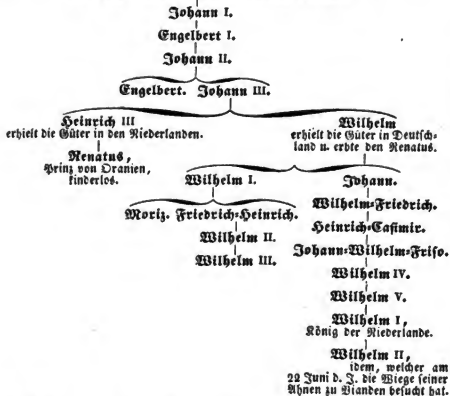 Johann I.
Engelbert I.
Johann II.
Engelbert. Johann III.
Heinrich III
erhielt die Güter in den Niederlanden.
Renatus,
Prinz von Oranien,
kinderlos.
Wilhelm
erhielt die Güter in Deutsch-
land u. erbte den Renatus.
Wilhelm I.
Johann.
Moriz. Friedrich-Heinrich.
Wilhelm II.
Wilhelm III.
Wilhelm-Friedrich.
Heinrich-Casimir.
Johann-Wilhelm-Friso.
Wilhelm IV.
Wilhelm V.
Wilhelm I,
König der Niederlande.
Wilhelm II,
idem, welcher am
22 Juni d. J. die Wiege seiner
Ahnen zu Vianden besucht hat.